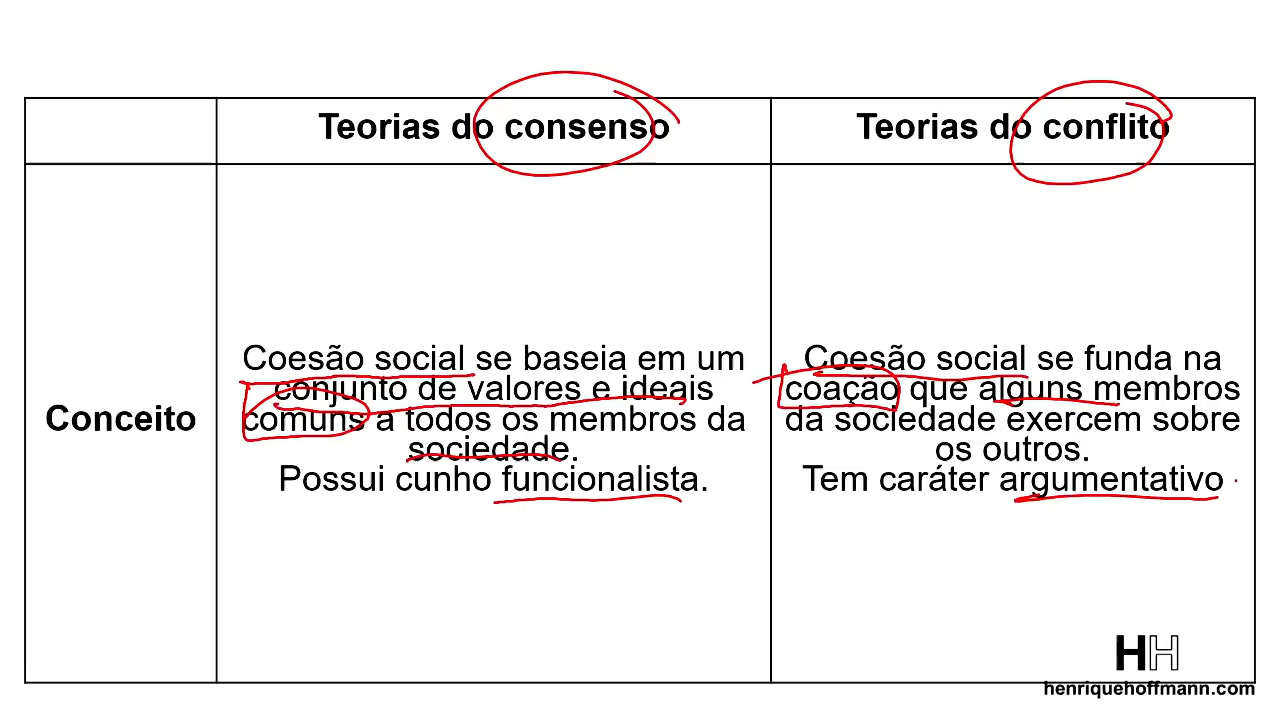 Teorias do consenso
Teorias do conflito
Conceito
Coesão social se baseia em um
conjunto de valores e ideais
comuns a todos os membros da
sociedade.
Possui cunho funcionalista.
Coesão social se funda na
coação que alguns membros
da sociedade exercem sobre
os outros.
Tem caráter argumentativo
HH
henriquehoffmann.com